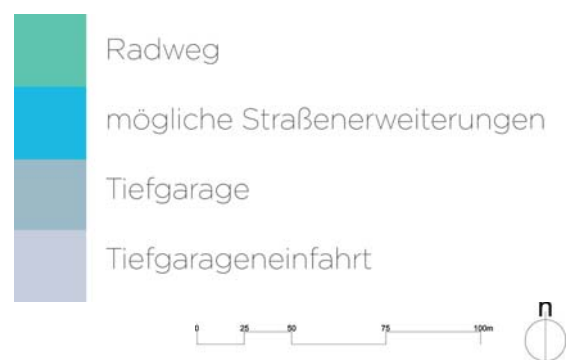 Radweg
mögliche Straßenerweiterungen
Tiefgarage
Tiefgarageneinfahrt
n
0 25 50 75 100m